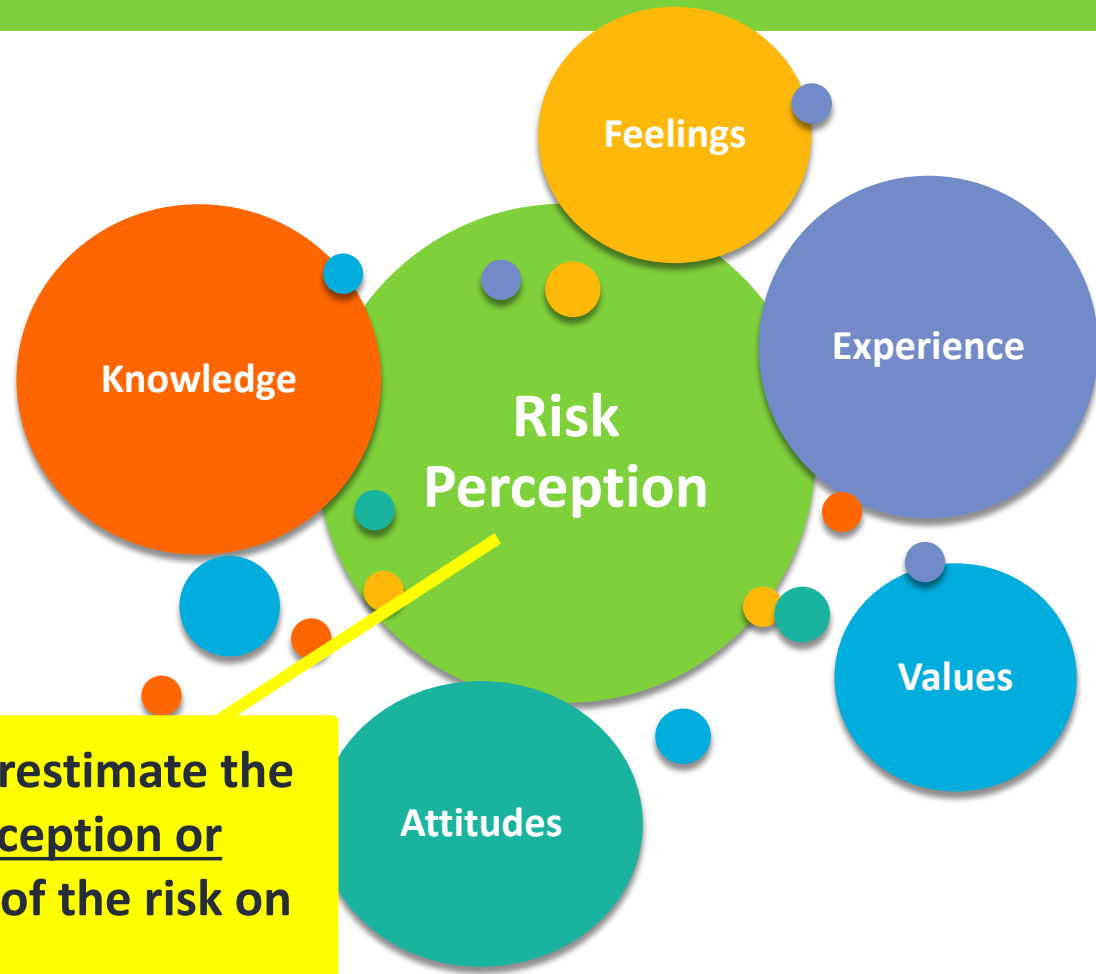 Feelings
Experience
Knowledge
Risk
Perception
Values
Attitudes
restimate the
ception or
of the risk on